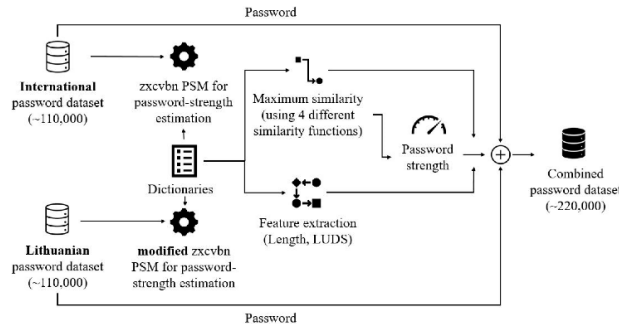 Password
International
password dataset
(~110,000)
zxcvbn PSM for
password-strength
estimation
Maximum similarity
(using 4 different
similarity functions)
Password
strength
Combined
password dataset
(~220,000)
Dictionaries
Lithuanian
password dataset
(~110,000)
modified zxcvbn
PSM for password-
strength estimation
Feature extraction
(Length, LUDS)
Password